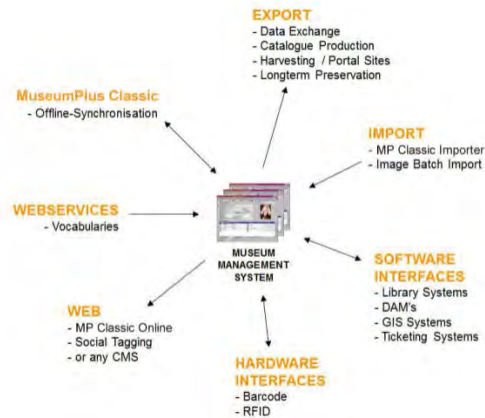 EXPORT
- Data Exchange
- Catalogue Production
- Harvesting / Portal Sites
- Longterm Preservation
MuseumPlus Classic
- Offline-Synchronisation
IMPORT
- MP Classic Importer
- Image Batch Import
WEBSERVICES
- Vocabularies
MUSEUM
MANAGEMENT
SYSTEM
SOFTWARE
INTERFACES
- Library Systems
- DAM's
- GIS Systems
- Ticketing Systems
WEB
- MP Classic Online
- Social Tagging
- or any CMS
HARDWARE
INTERFACES
- Barcode
- RFID